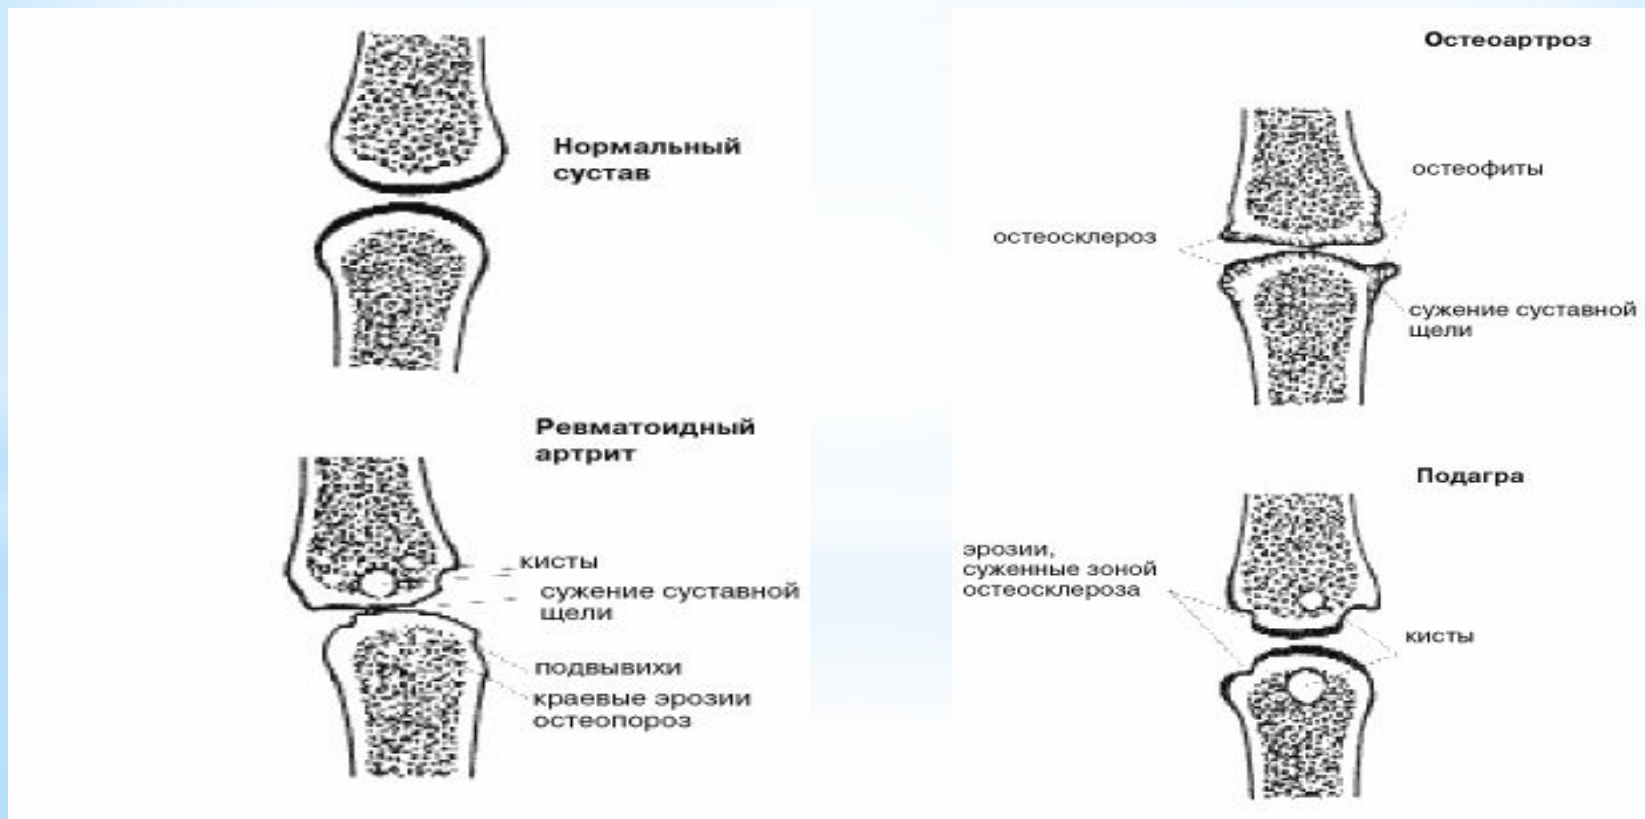 Нормальный
сустав
Ревматоидный
артрит
кисты
сужение суставной
щели
подвывихи
краевые эрозии
остеопороз
Остеоартроз
остеофиты
остеосклероз
сужение суставной
щели
Подагра
эрозии,
суженные зоной
остеосклероза
кисты